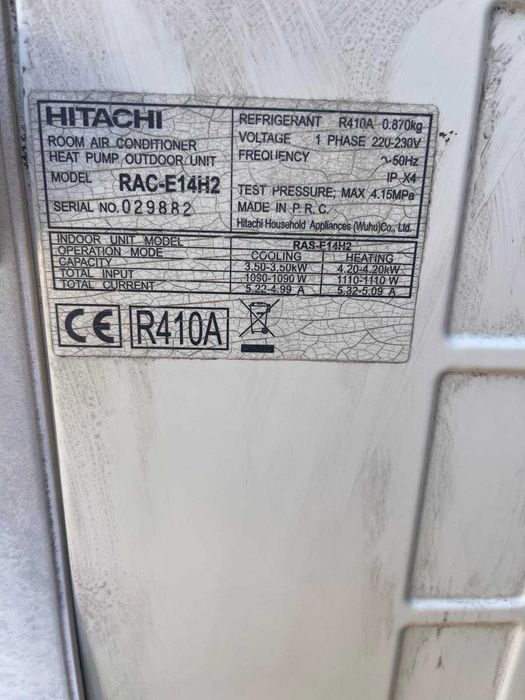 HITACHI
ROOM AIR CONDITIONER
HEAT PUMP OUTDOOR UNIT
MODEL RAC-E14H2
SERIAL NO. 029882
REFRIGERANT R410A 0.870kg
VOLTAGE 1 PHASE 220-230V
FREQUENCY ~50Hz
IP X4
TEST PRESSURE; MAX 4.15MPa
MADE IN P.R.C.
Hitachi Household Appliances (Wuhu)Co., Ltd.
INDOOR UNIT MODEL RAS-E14H2
OPERATION MODE COOLING HEATING
CAPACITY 3.50-3.50kW 4.20-4.20kW
TOTAL INPUT 1090-1090 W 1110-1110 W
TOTAL CURRENT 5.22-4.99 A 5.32-5.09 A
CE R410A